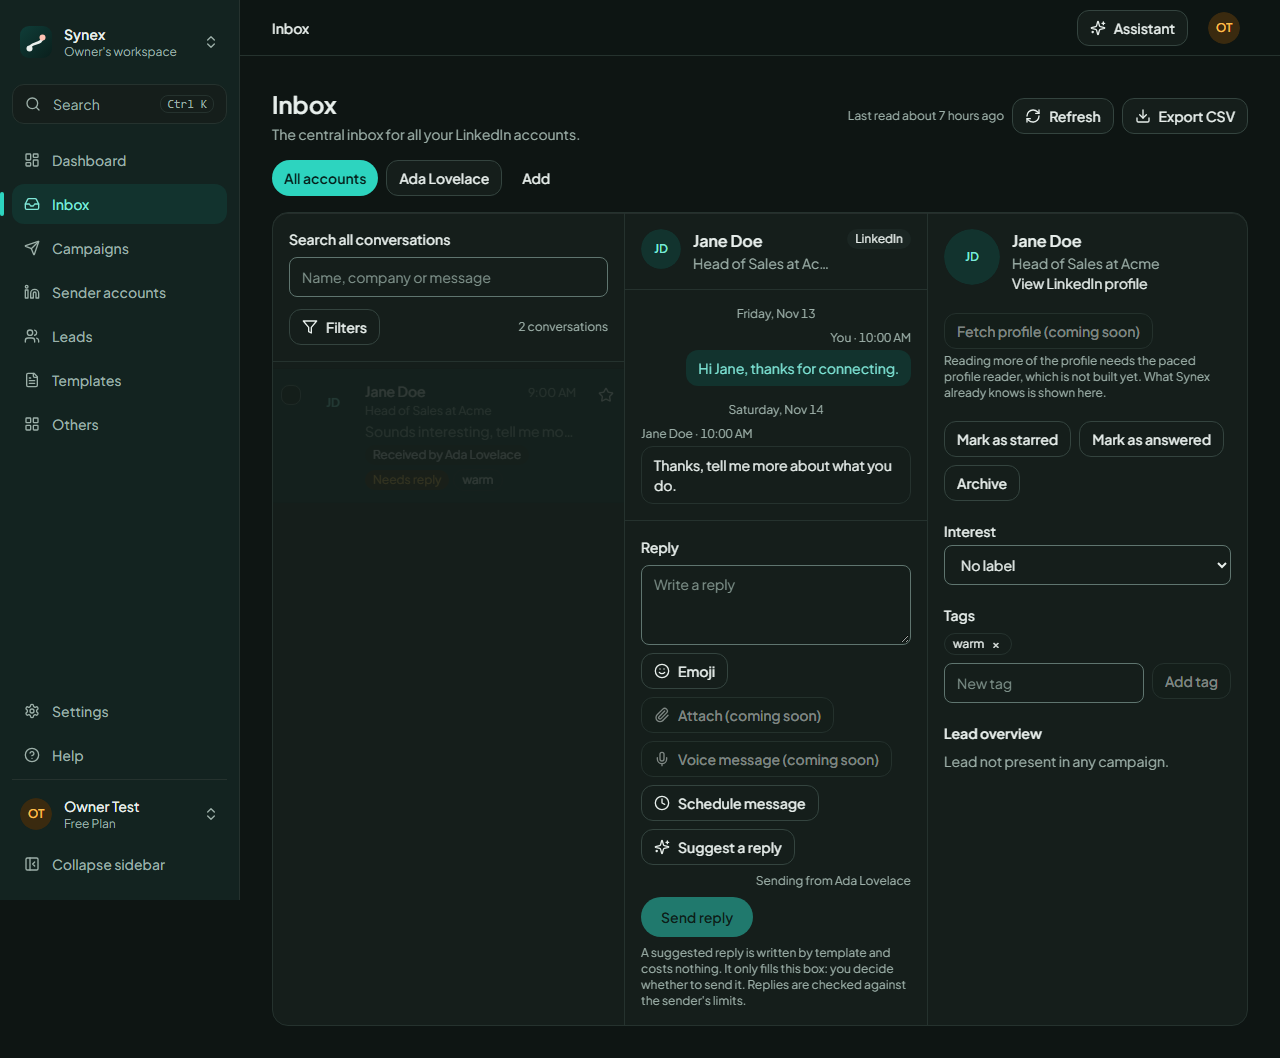 Synex
Owner's workspace
Search
Ctrl K
Dashboard
Inbox
Campaigns
Sender accounts
Leads
Templates
Others
Settings
Help
OT
Owner Test
Free Plan
Collapse sidebar
Inbox
Assistant
OT
Inbox
The central inbox for all your LinkedIn accounts.
Last read about 7 hours ago
Refresh
Export CSV
All accounts
Ada Lovelace
Add
Search all conversations
Name, company or message
Filters
2 conversations
JD
Jane Doe
9:00 AM
Head of Sales at Acme
Sounds interesting, tell me mo...
Received by Ada Lovelace
Needs reply
warm
JD
Jane Doe
LinkedIn
Head of Sales at Ac...
Friday, Nov 13
You · 10:00 AM
Hi Jane, thanks for connecting.
Saturday, Nov 14
Jane Doe · 10:00 AM
Thanks, tell me more about what you
do.
Reply
Write a reply
Emoji
Attach (coming soon)
Voice message (coming soon)
Schedule message
Suggest a reply
Sending from Ada Lovelace
Send reply
A suggested reply is written by template and
costs nothing. It only fills this box: you decide
whether to send it. Replies are checked against
the sender's limits.
JD
Jane Doe
Head of Sales at Acme
View LinkedIn profile
Fetch profile (coming soon)
Reading more of the profile needs the paced
profile reader, which is not built yet. What Synex
already knows is shown here.
Mark as starred
Mark as answered
Archive
Interest
No label
Tags
warm ×
New tag
Add tag
Lead overview
Lead not present in any campaign.